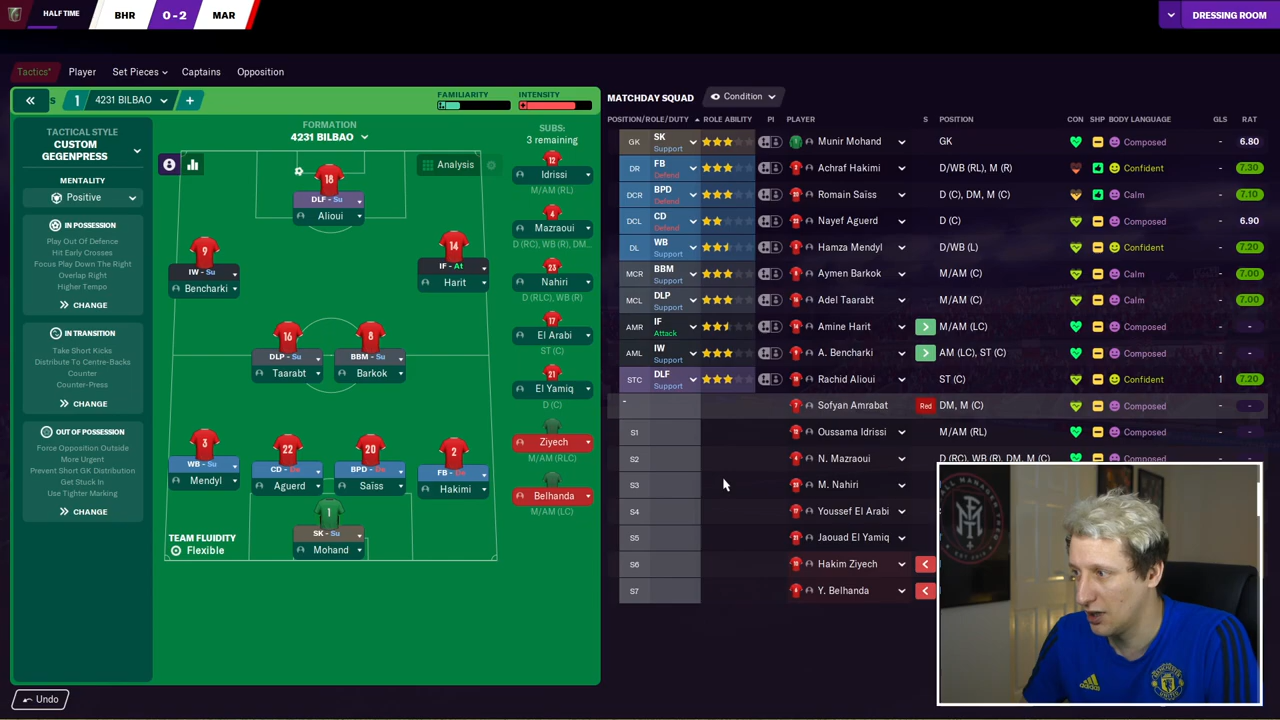 HALF TIME
BHR 0 - 2 MAR
DRESSING ROOM
Tactics* Player Set Pieces Captains Opposition
S 1 4231 BILBAO +
FAMILIARITY
INTENSITY
TACTICAL STYLE
CUSTOM
GEGENPRESS
MENTALITY
Positive
IN POSSESSION
Play Out Of Defence
Hit Early Crosses
Focus Play Down The Right
Overlap Right
Higher Tempo
CHANGE
IN TRANSITION
Take Short Kicks
Distribute To Centre-Backs
Counter
Counter-Press
CHANGE
OUT OF POSSESSION
Force Opposition Outside
More Urgent
Prevent Short GK Distribution
Get Stuck In
Use Tighter Marking
CHANGE
FORMATION
4231 BILBAO
Analysis
18
DLF - Su
Alioui
9
IW - Su
Bencharki
14
IF - At
Harit
16
DLP - Su
Taarabt
8
BBM - Su
Barkok
3
WB - Su
Mendyl
22
CD - De
Aguerd
20
BPD - De
Saïss
2
FB - De
Hakimi
1
SK - Su
Mohand
TEAM FLUIDITY
Flexible
SUBS:
3 remaining
12
Idrissi
M/AM (RL)
4
Mazraoui
D (RC), WB (R), DM...
23
Nahiri
D (RLC), WB (R)
17
El Arabi
ST (C)
21
El Yamiq
D (C)
Ziyech
M/AM (RLC)
Belhanda
M/AM (LC)
Undo
MATCHDAY SQUAD Condition
POSITION/ROLE/DUTY ROLE ABILITY PI PLAYER S POSITION CON SHP BODY LANGUAGE GLS RAT
GK SK Support Munir Mohand GK Composed - 6.80
DR FB Defend Achraf Hakimi D/WB (RL), M (R) Confident - 7.30
DCR BPD Defend Romain Saïss D (C), DM, M (C) Calm - 7.10
DCL CD Defend Nayef Aguerd D (C) Composed - 6.90
DL WB Support Hamza Mendyl D/WB (L) Confident - 7.20
MCR BBM Support Aymen Barkok M/AM (C) Calm - 7.00
MCL DLP Support Adel Taarabt M/AM (C) Calm - 7.00
AMR IF Attack Amine Harit M/AM (LC) Composed - -
AML IW Support A. Bencharki AM (LC), ST (C) Composed - -
STC DLF Support Rachid Alioui ST (C) Confident 1 7.20
- Sofyan Amrabat Red DM, M (C) Composed - -
S1 Oussama Idrissi M/AM (RL) Composed - -
S2 N. Mazraoui D (RC), WB (R), DM, M (C) Composed - -
S3 M. Nahiri
S4 Youssef El Arabi
S5 Jaouad El Yamiq
S6 Hakim Ziyech
S7 Y. Belhanda
adidas